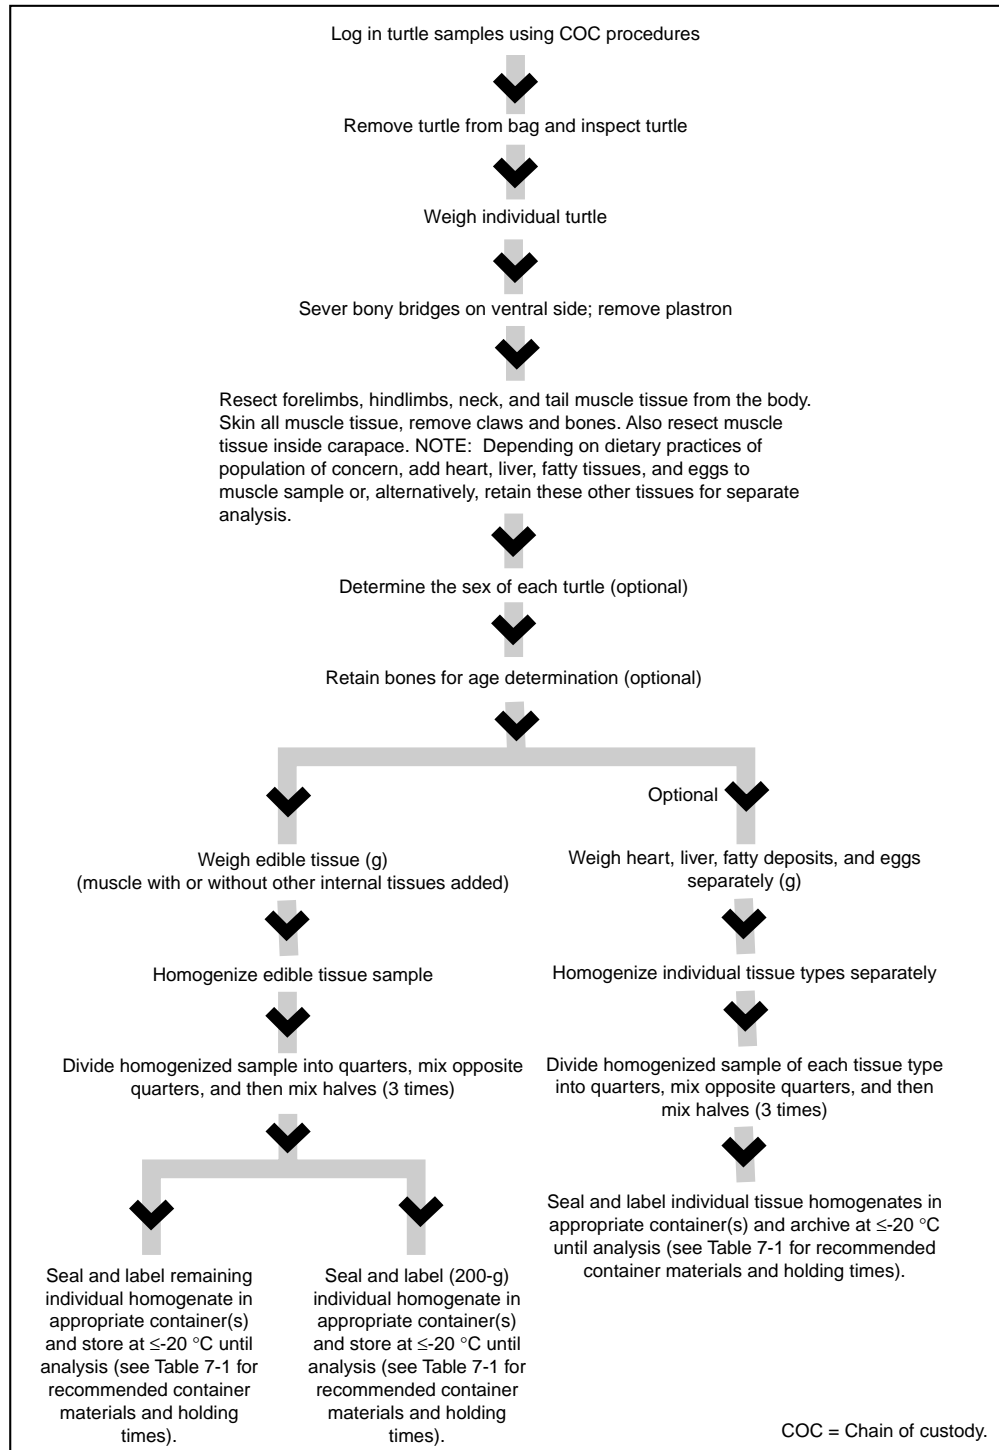 Log in turtle samples using COC procedures
Remove turtle from bag and inspect turtle
Weigh individual turtle
Sever bony bridges on ventral side; remove plastron
Resect forelimbs, hindlimbs, neck, and tail muscle tissue from the body.
Skin all muscle tissue, remove claws and bones. Also resect muscle
tissue inside carapace. NOTE:  Depending on dietary practices of
population of concern, add heart, liver, fatty tissues, and eggs to
muscle sample or, alternatively, retain these other tissues for separate
analysis.
Determine the sex of each turtle (optional)
Retain bones for age determination (optional)
Weigh edible tissue (g)
(muscle with or without other internal tissues added)
Homogenize edible tissue sample
Divide homogenized sample into quarters, mix opposite
quarters, and then mix halves (3 times)
Seal and label remaining
individual homogenate in
appropriate container(s)
and store at ≤-20 °C until
analysis (see Table 7-1 for
recommended container
materials and holding
times).
Seal and label (200-g)
individual homogenate in
appropriate container(s)
and store at ≤-20 °C until
analysis (see Table 7-1 for
recommended container
materials and holding
times).
Optional
Weigh heart, liver, fatty deposits, and eggs
separately (g)
Homogenize individual tissue types separately
Divide homogenized sample of each tissue type
into quarters, mix opposite quarters, and then
mix halves (3 times)
Seal and label individual tissue homogenates in
appropriate container(s) and archive at ≤-20 °C
until analysis (see Table 7-1 for recommended
container materials and holding times).
COC = Chain of custody.